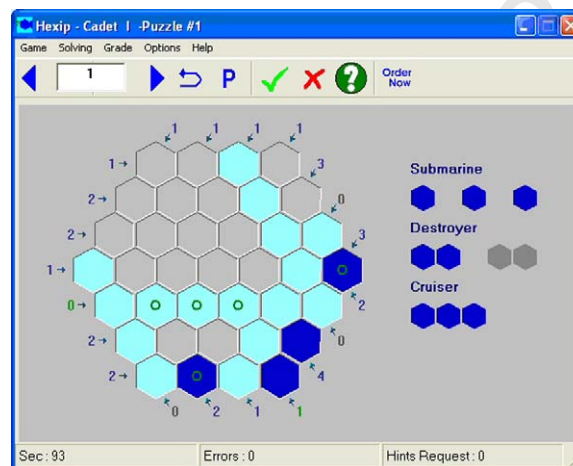 Hexip - Cadet I -Puzzle #1
Game Solving Grade Options Help
1
P
?
Order
Now
1 1 1 1
1
3
2
0
2
3
1
0
2
2
0
2
4
0 2 1 1
Submarine
Destroyer
Cruiser
Sec : 93
Errors : 0
Hints Request : 0